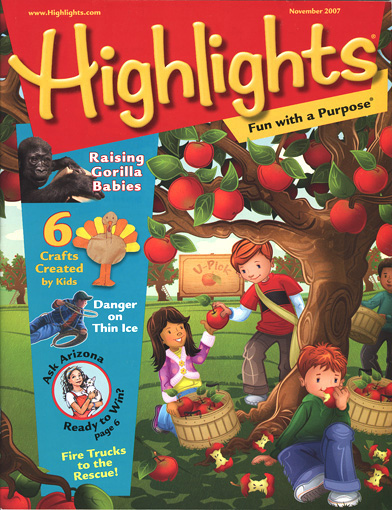 www.Highlights.com
November 2007
Highlights®
Fun with a Purpose®
Raising
Gorilla
Babies
6
Crafts
Created
by Kids
Danger
on
Thin Ice
Ask Arizona
Ready to Win?
page 6
Fire Trucks
to the
Rescue!
U-Pick